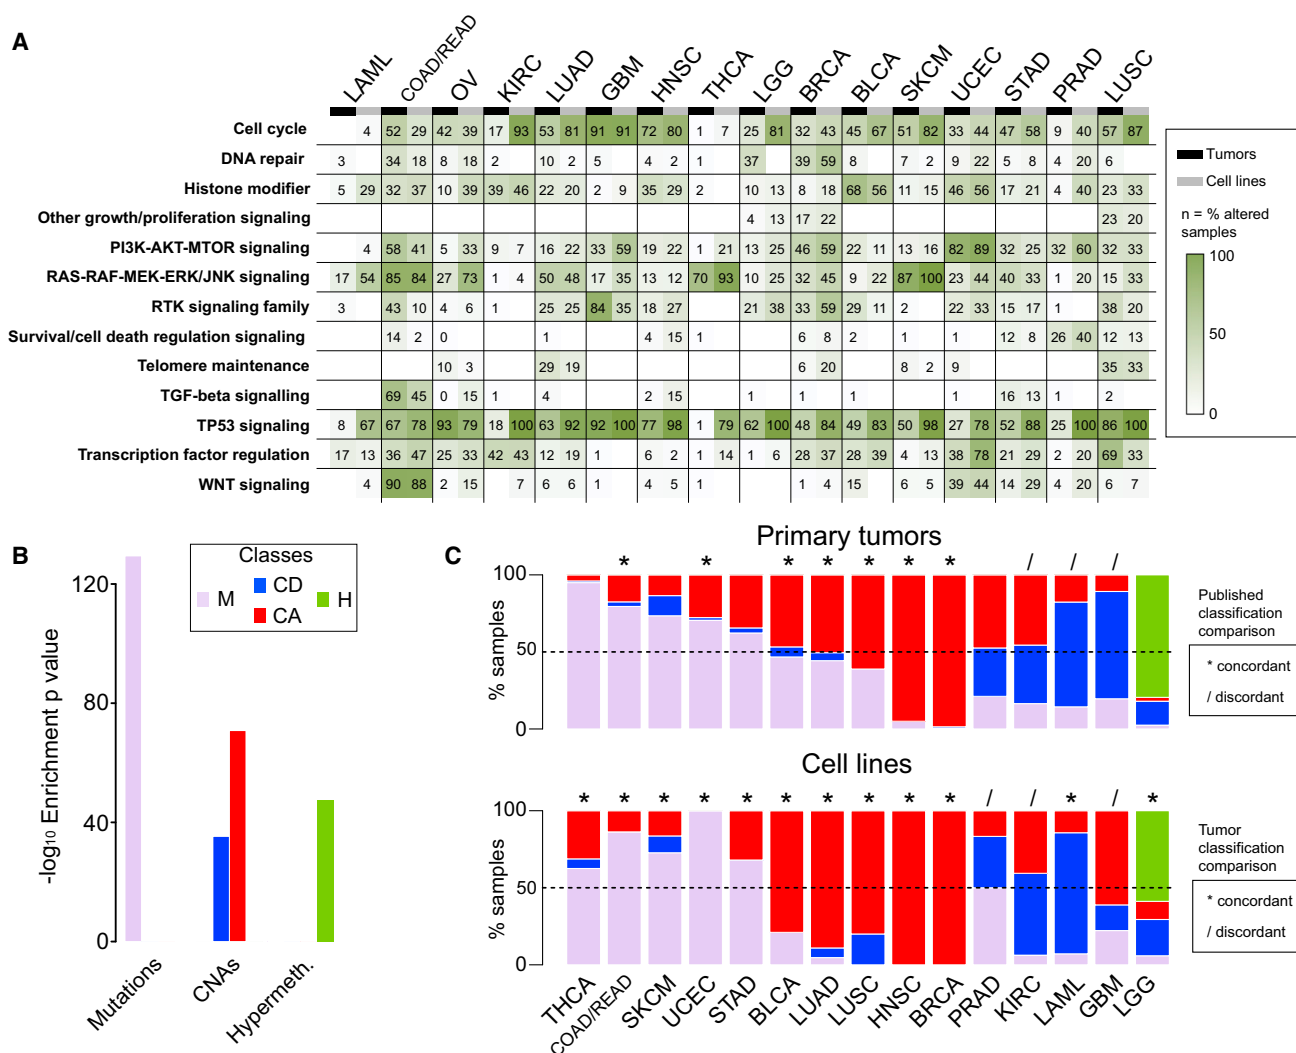 A
LAML COAD/READ OV KIRC LUAD GBM HNSC THCA LGG BRCA BLCA SKCM UCEC STAD PRAD LUSC
Cell cycle 4 52 29 42 39 17 93 53 81 91 91 72 80 1 7 25 81 32 43 45 67 51 82 33 44 47 58 9 40 57 87
DNA repair 3 34 18 8 18 2 10 2 5 4 2 1 37 39 59 8 7 2 9 22 5 8 4 20 6
Histone modifier 5 29 32 37 10 39 39 46 22 20 2 9 35 29 2 10 13 8 18 68 56 11 15 46 56 17 21 4 40 23 33
Other growth/proliferation signaling 4 13 17 22 23 20
PI3K-AKT-MTOR signaling 4 58 41 5 33 9 7 16 22 33 59 19 22 1 21 13 25 46 59 22 11 13 16 82 89 32 25 32 60 32 33
RAS-RAF-MEK-ERK/JNK signaling 17 54 85 84 27 73 1 4 50 48 17 35 13 12 70 93 10 25 32 45 9 22 87 100 23 44 40 33 1 20 15 33
RTK signaling family 3 43 10 4 6 1 25 25 84 35 18 27 21 38 33 59 29 11 2 22 33 15 17 1 38 20
Survival/cell death regulation signaling 14 2 0 1 4 15 1 6 8 2 1 1 12 8 26 40 12 13
Telomere maintenance 10 3 29 19 6 20 8 2 9 35 33
TGF-beta signalling 69 45 0 15 1 4 2 15 1 1 1 1 16 13 1 2
TP53 signaling 8 67 67 78 93 79 18 100 63 92 92 100 77 98 1 79 62 100 48 84 49 83 50 98 27 78 52 88 25 100 86 100
Transcription factor regulation 17 13 36 47 25 33 42 43 12 19 1 6 2 1 14 1 6 28 37 28 39 4 13 38 78 21 29 2 20 69 33
WNT signaling 4 90 88 2 15 7 6 6 1 4 5 1 1 4 15 6 5 39 44 14 29 4 20 6 7
Tumors
Cell lines
n = % altered
samples
100
50
0
B
Classes
M CD CA H
-log10 Enrichment p value
120
80
40
0
Mutations CNAs Hypermeth.
C
Primary tumors
* * * * * * * / / /
% samples
100
50
0
Published
classification
comparison
* concordant
/ discordant
Cell lines
* * * * * * * * * * / / * / *
% samples
100
50
0
Tumor
classification
comparison
* concordant
/ discordant
THCA COAD/READ SKCM UCEC STAD BLCA LUAD LUSC HNSC BRCA PRAD KIRC LAML GBM LGG